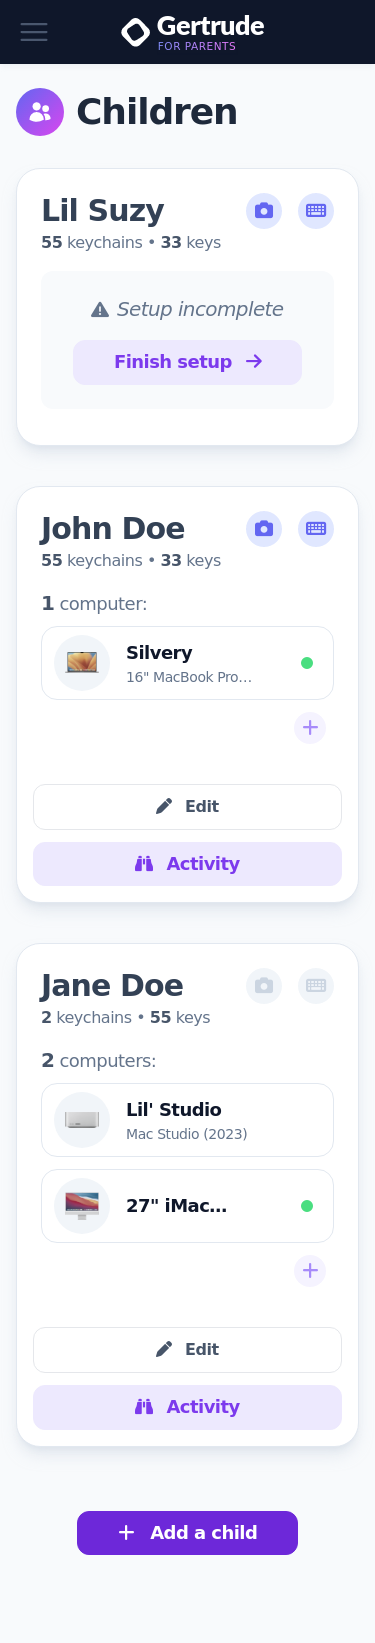 Gertrude
FOR PARENTS
Children
Lil Suzy
55 keychains • 33 keys
Setup incomplete
Finish setup
John Doe
55 keychains • 33 keys
1 computer:
Silvery
16" MacBook Pro...
Edit
Activity
Jane Doe
2 keychains • 55 keys
2 computers:
Lil' Studio
Mac Studio (2023)
27" iMac...
Edit
Activity
Add a child